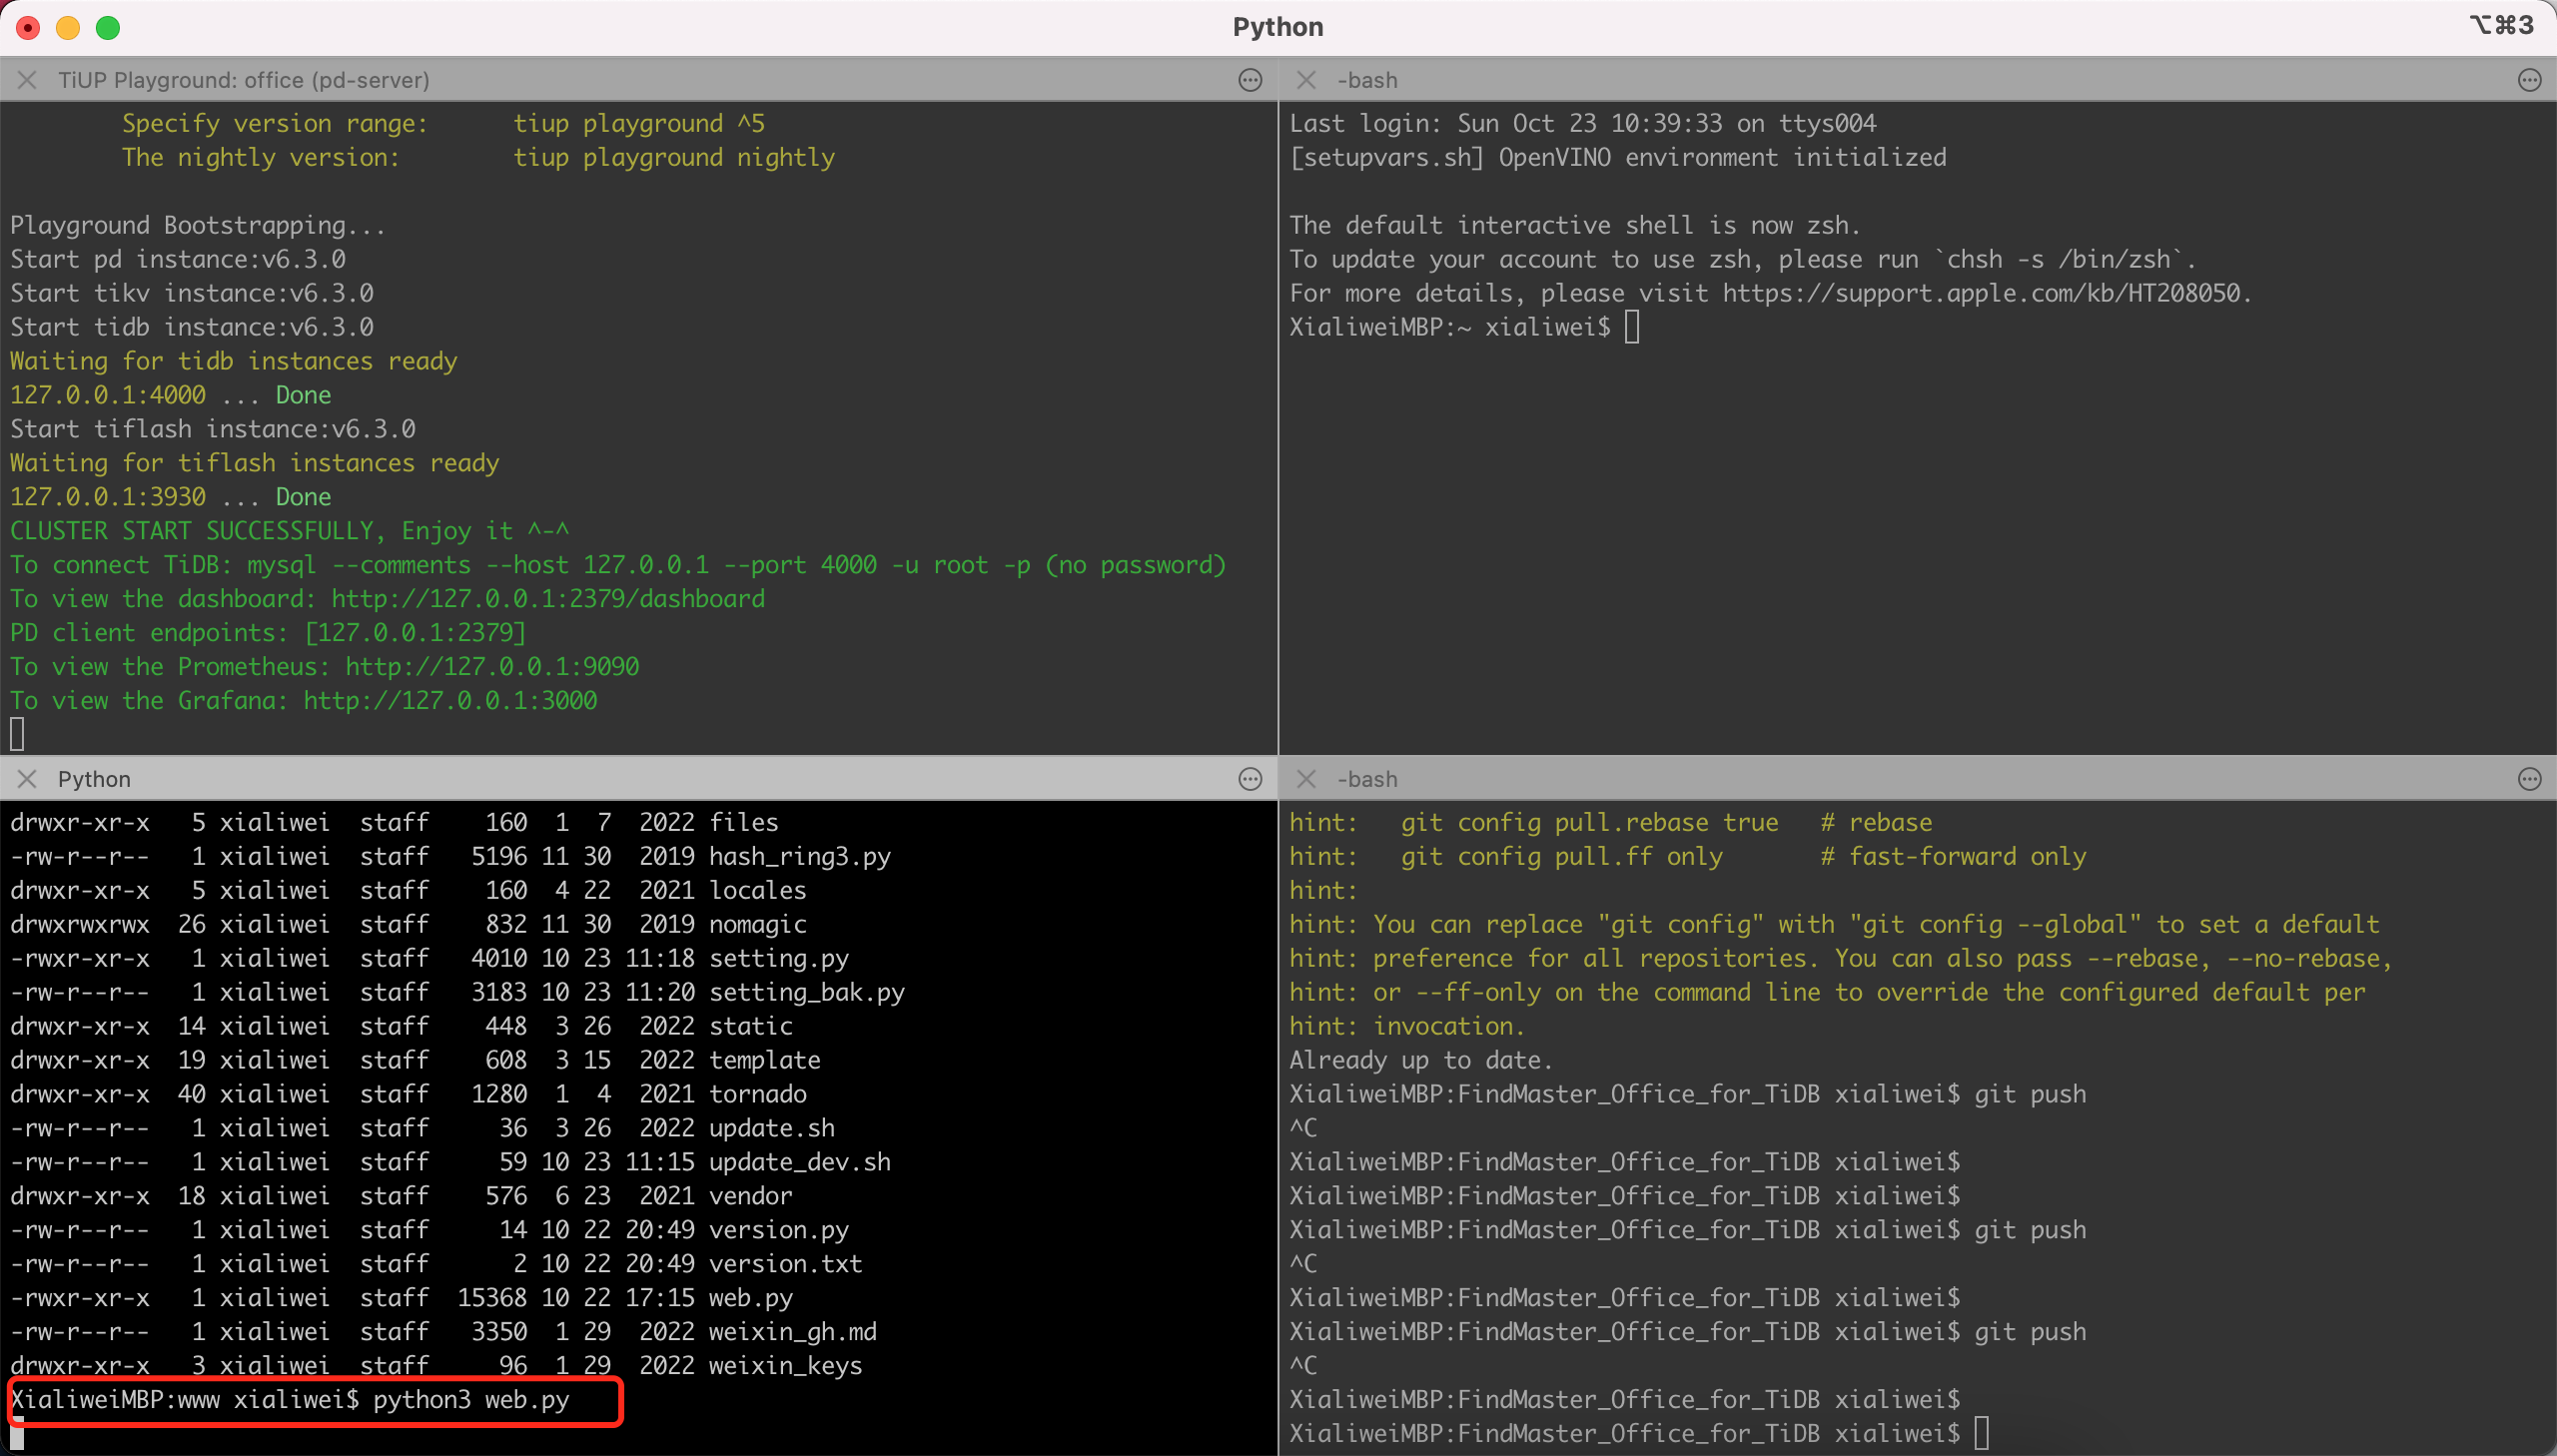 Python
⌥⌘3
TiUP Playground: office (pd-server)
Specify version range:      tiup playground ^5
The nightly version:        tiup playground nightly
Playground Bootstrapping...
Start pd instance:v6.3.0
Start tikv instance:v6.3.0
Start tidb instance:v6.3.0
Waiting for tidb instances ready
127.0.0.1:4000 ... Done
Start tiflash instance:v6.3.0
Waiting for tiflash instances ready
127.0.0.1:3930 ... Done
CLUSTER START SUCCESSFULLY, Enjoy it ^-^
To connect TiDB: mysql --comments --host 127.0.0.1 --port 4000 -u root -p (no password)
To view the dashboard: http://127.0.0.1:2379/dashboard
PD client endpoints: [127.0.0.1:2379]
To view the Prometheus: http://127.0.0.1:9090
To view the Grafana: http://127.0.0.1:3000
-bash
Last login: Sun Oct 23 10:39:33 on ttys004
[setupvars.sh] OpenVINO environment initialized
The default interactive shell is now zsh.
To update your account to use zsh, please run `chsh -s /bin/zsh`.
For more details, please visit https://support.apple.com/kb/HT208050.
XialiweiMBP:~ xialiwei$
Python
drwxr-xr-x   5 xialiwei  staff    160  1  7  2022 files
-rw-r--r--   1 xialiwei  staff   5196 11 30  2019 hash_ring3.py
drwxr-xr-x   5 xialiwei  staff    160  4 22  2021 locales
drwxrwxrwx  26 xialiwei  staff    832 11 30  2019 nomagic
-rwxr-xr-x   1 xialiwei  staff   4010 10 23 11:18 setting.py
-rw-r--r--   1 xialiwei  staff   3183 10 23 11:20 setting_bak.py
drwxr-xr-x  14 xialiwei  staff    448  3 26  2022 static
drwxr-xr-x  19 xialiwei  staff    608  3 15  2022 template
drwxr-xr-x  40 xialiwei  staff   1280  1  4  2021 tornado
-rw-r--r--   1 xialiwei  staff     36  3 26  2022 update.sh
-rw-r--r--   1 xialiwei  staff     59 10 23 11:15 update_dev.sh
drwxr-xr-x  18 xialiwei  staff    576  6 23  2021 vendor
-rw-r--r--   1 xialiwei  staff     14 10 22 20:49 version.py
-rw-r--r--   1 xialiwei  staff      2 10 22 20:49 version.txt
-rwxr-xr-x   1 xialiwei  staff  15368 10 22 17:15 web.py
-rw-r--r--   1 xialiwei  staff   3350  1 29  2022 weixin_gh.md
drwxr-xr-x   3 xialiwei  staff     96  1 29  2022 weixin_keys
XialiweiMBP:www xialiwei$ python3 web.py
-bash
hint:   git config pull.rebase true   # rebase
hint:   git config pull.ff only       # fast-forward only
hint:
hint: You can replace "git config" with "git config --global" to set a default
hint: preference for all repositories. You can also pass --rebase, --no-rebase,
hint: or --ff-only on the command line to override the configured default per
hint: invocation.
Already up to date.
XialiweiMBP:FindMaster_Office_for_TiDB xialiwei$ git push
^C
XialiweiMBP:FindMaster_Office_for_TiDB xialiwei$
XialiweiMBP:FindMaster_Office_for_TiDB xialiwei$
XialiweiMBP:FindMaster_Office_for_TiDB xialiwei$ git push
^C
XialiweiMBP:FindMaster_Office_for_TiDB xialiwei$
XialiweiMBP:FindMaster_Office_for_TiDB xialiwei$ git push
^C
XialiweiMBP:FindMaster_Office_for_TiDB xialiwei$
XialiweiMBP:FindMaster_Office_for_TiDB xialiwei$